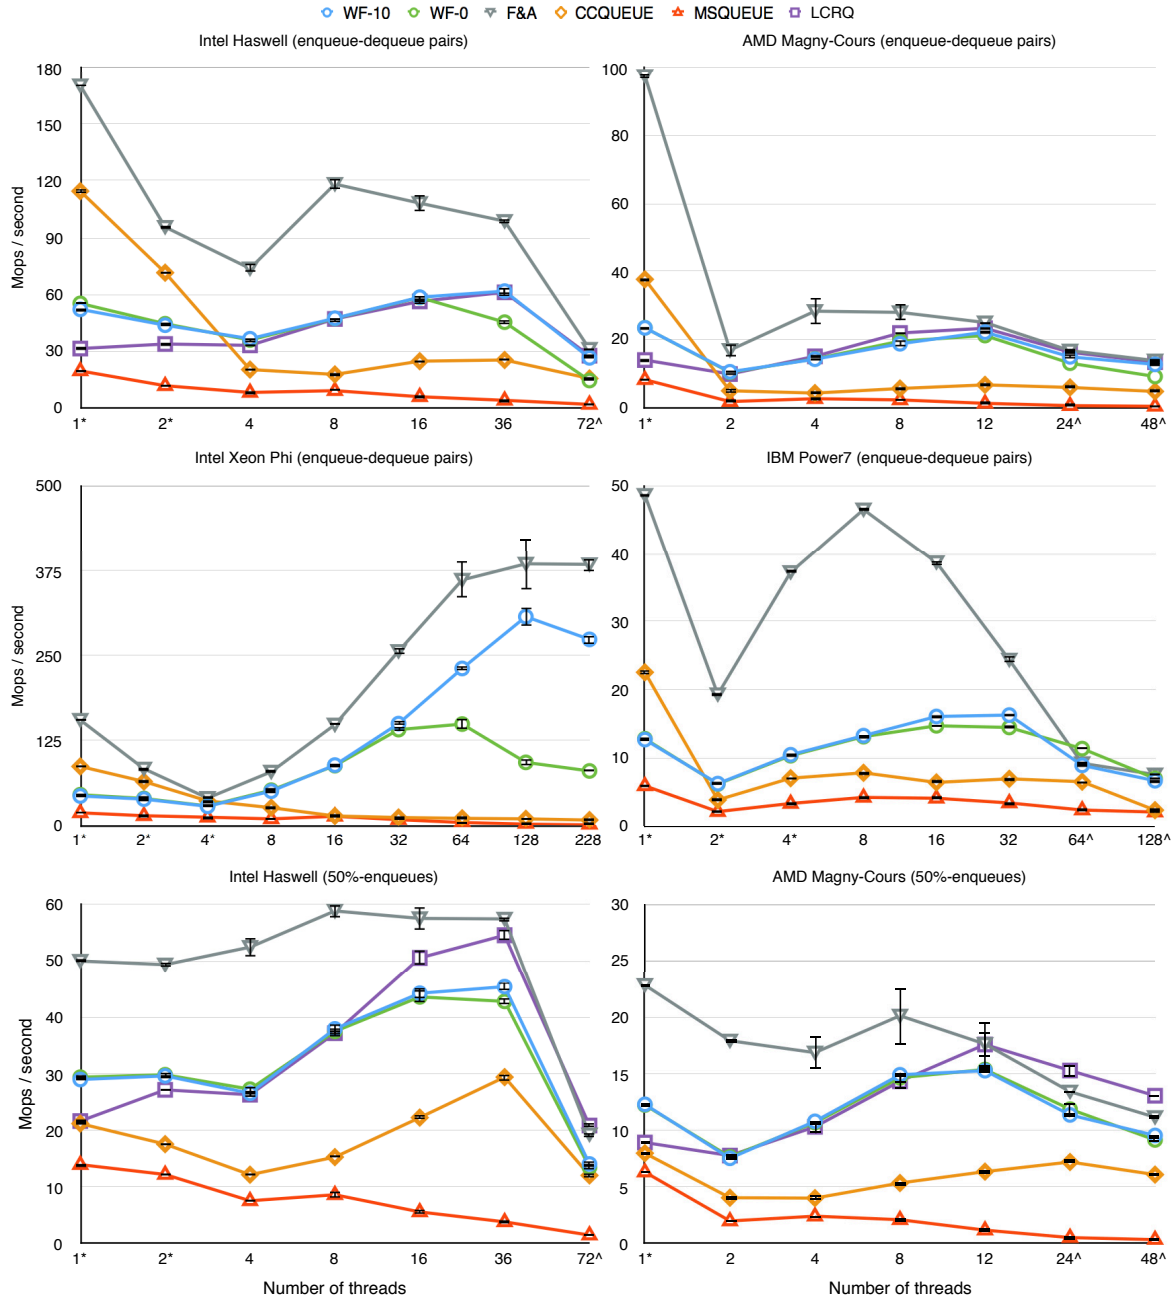 WF-10 WF-0 F&A CCQUEUE MSQUEUE LCRQ
Intel Haswell (enqueue-dequeue pairs)
Mops / second
180
150
120
90
60
30
0
1* 2* 4 8 16 36 72^
AMD Magny-Cours (enqueue-dequeue pairs)
100
80
60
40
20
0
1* 2 4 8 12 24^ 48^
Intel Xeon Phi (enqueue-dequeue pairs)
Mops / second
500
375
250
125
0
1* 2* 4* 8 16 32 64 128 228
IBM Power7 (enqueue-dequeue pairs)
50
40
30
20
10
0
1* 2* 4* 8 16 32 64^ 128^
Intel Haswell (50%-enqueues)
Mops / second
60
50
40
30
20
10
0
1* 2* 4 8 16 36 72^
Number of threads
AMD Magny-Cours (50%-enqueues)
30
25
20
15
10
5
0
1* 2 4 8 12 24^ 48^
Number of threads